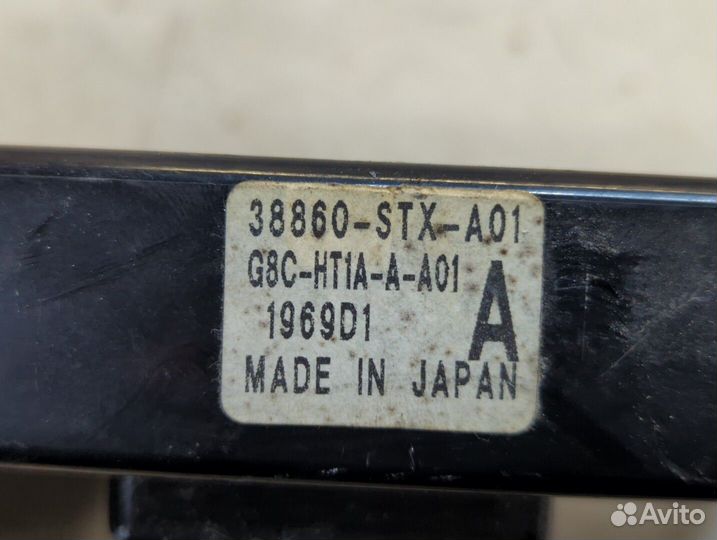 38860-STX-A01
G8C-HT1A-A-A01
1969D1
A
MADE IN JAPAN
Avito